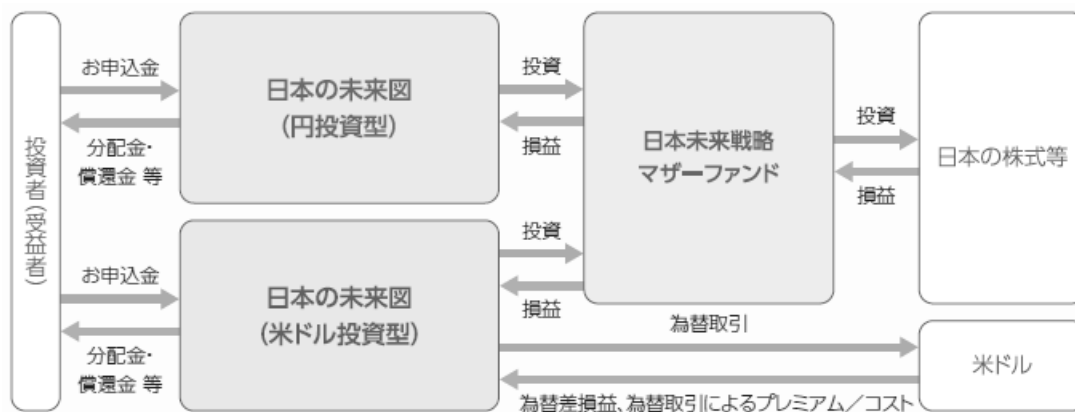 投資者(受益者)
お申込金
分配金・
償還金 等
日本の未来図
(円投資型)
投資
損益
お申込金
分配金・
償還金 等
日本の未来図
(米ドル投資型)
投資
損益
日本未来戦略
マザーファンド
投資
損益
日本の株式等
為替取引
為替差損益、為替取引によるプレミアム/コスト
米ドル